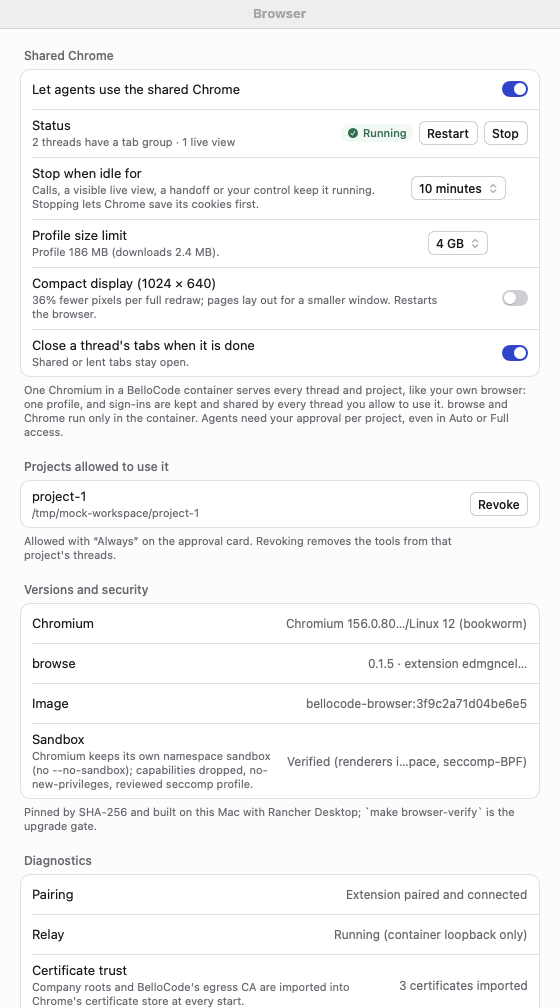 Browser
Shared Chrome
Let agents use the shared Chrome
Status
2 threads have a tab group · 1 live view
Running
Restart
Stop
Stop when idle for
Calls, a visible live view, a handoff or your control keep it running.
Stopping lets Chrome save its cookies first.
10 minutes
Profile size limit
Profile 186 MB (downloads 2.4 MB).
4 GB
Compact display (1024 × 640)
36% fewer pixels per full redraw; pages lay out for a smaller window. Restarts
the browser.
Close a thread's tabs when it is done
Shared or lent tabs stay open.
One Chromium in a BelloCode container serves every thread and project, like your own browser:
one profile, and sign-ins are kept and shared by every thread you allow to use it. browse and
Chrome run only in the container. Agents need your approval per project, even in Auto or Full
access.
Projects allowed to use it
project-1
/tmp/mock-workspace/project-1
Revoke
Allowed with “Always” on the approval card. Revoking removes the tools from that
project's threads.
Versions and security
Chromium
Chromium 156.0.80.../Linux 12 (bookworm)
browse
0.1.5 · extension edmgncel...
Image
bellocode-browser:3f9c2a71d04be6e5
Sandbox
Chromium keeps its own namespace sandbox
(no --no-sandbox); capabilities dropped, no-
new-privileges, reviewed seccomp profile.
Verified (renderers i...pace, seccomp-BPF)
Pinned by SHA-256 and built on this Mac with Rancher Desktop; `make browser-verify` is the
upgrade gate.
Diagnostics
Pairing
Extension paired and connected
Relay
Running (container loopback only)
Certificate trust
Company roots and BelloCode's egress CA are imported into
Chrome's certificate store at every start.
3 certificates imported